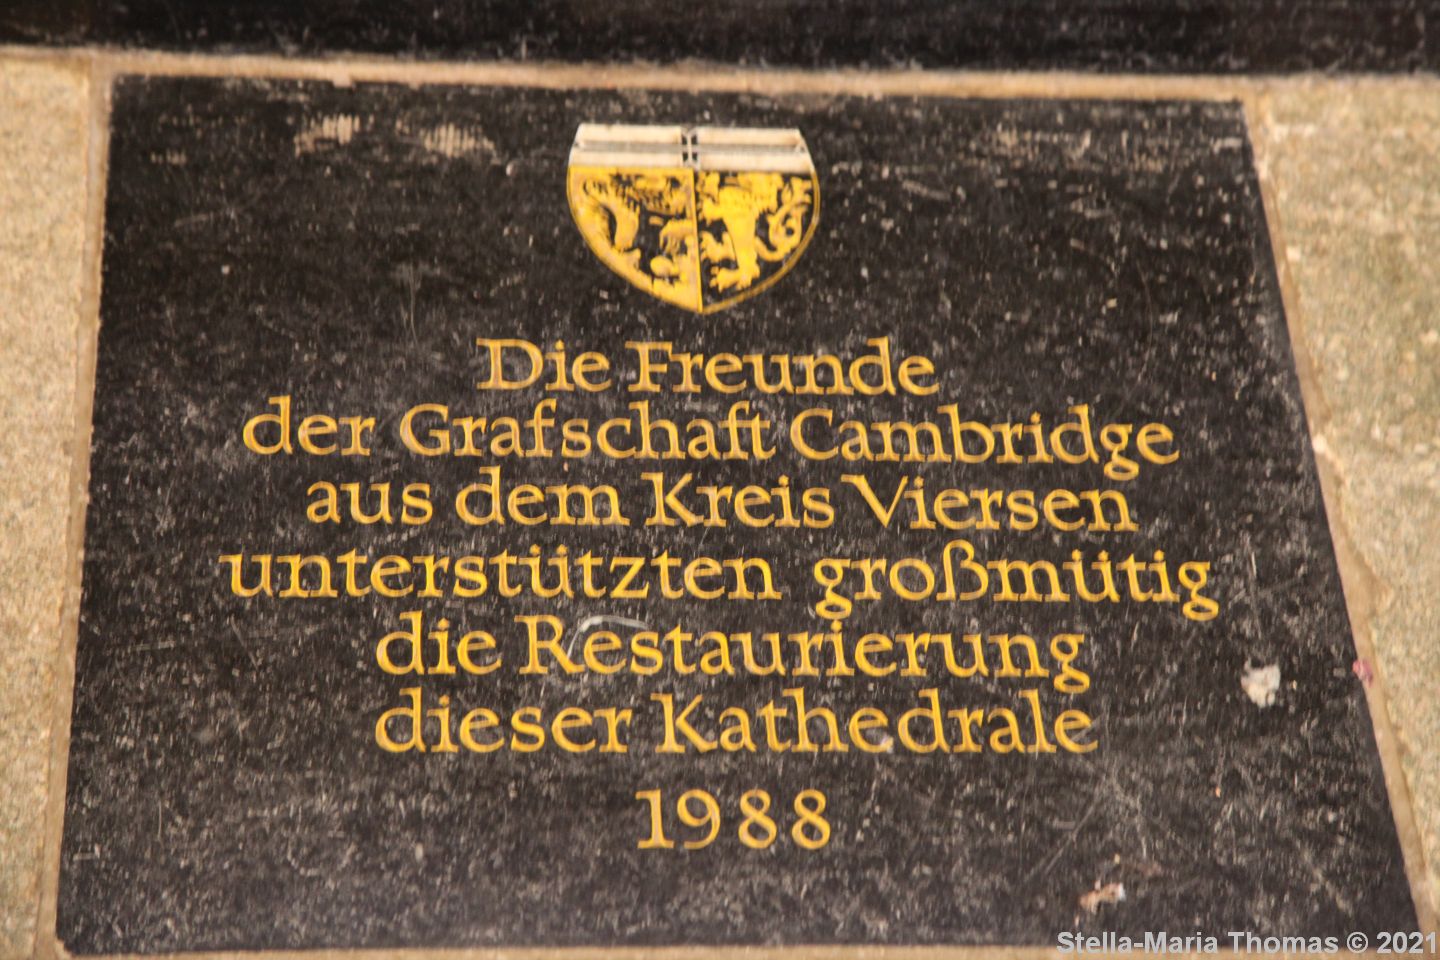 Die Freunde
der Grafschaft Cambridge
aus dem Kreis Viersen
unterstützten großmütig
die Restaurierung
dieser Kathedrale
1988
Stella-Maria Thomas © 2021